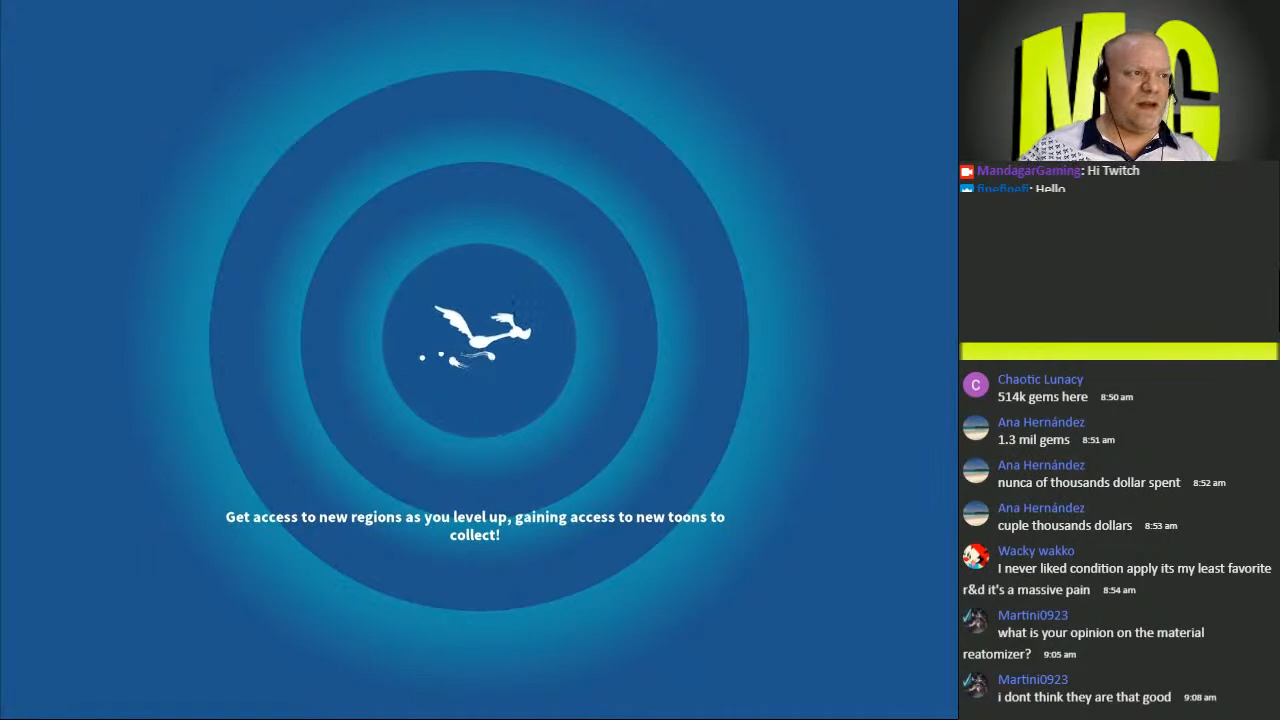 MG
MandagarGaming: Hi Twitch
finefinefi: Hello
Get access to new regions as you level up, gaining access to new toons to
collect!
C
Chaotic Lunacy
514k gems here 8:50 am
Ana Hernández
1.3 mil gems 8:51 am
Ana Hernández
nunca of thousands dollar spent 8:52 am
Ana Hernández
cuple thousands dollars 8:53 am
Wacky wakko
I never liked condition apply its my least favorite
r&d it's a massive pain 8:54 am
Martini0923
what is your opinion on the material
reatomizer? 9:05 am
Martini0923
i dont think they are that good 9:08 am